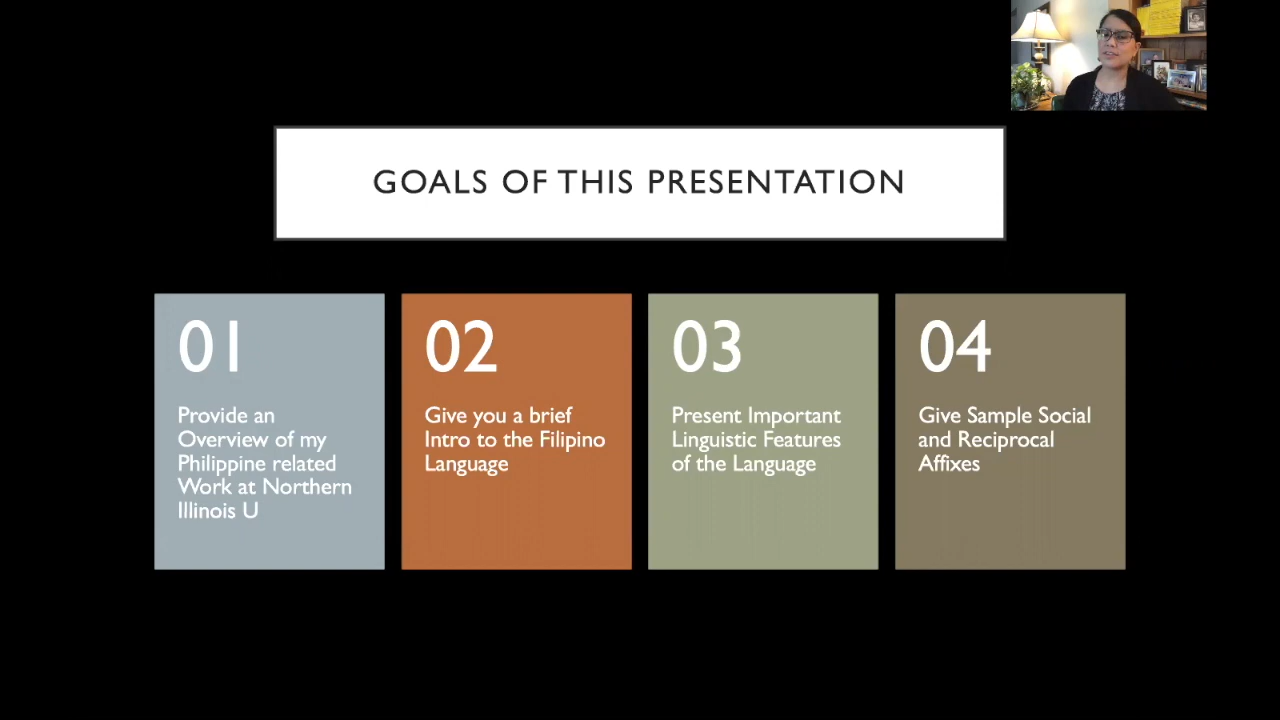 GOALS OF THIS PRESENTATION
01
Provide an
Overview of my
Philippine related
Work at Northern
Illinois U
02
Give you a brief
Intro to the Filipino
Language
03
Present Important
Linguistic Features
of the Language
04
Give Sample Social
and Reciprocal
Affixes